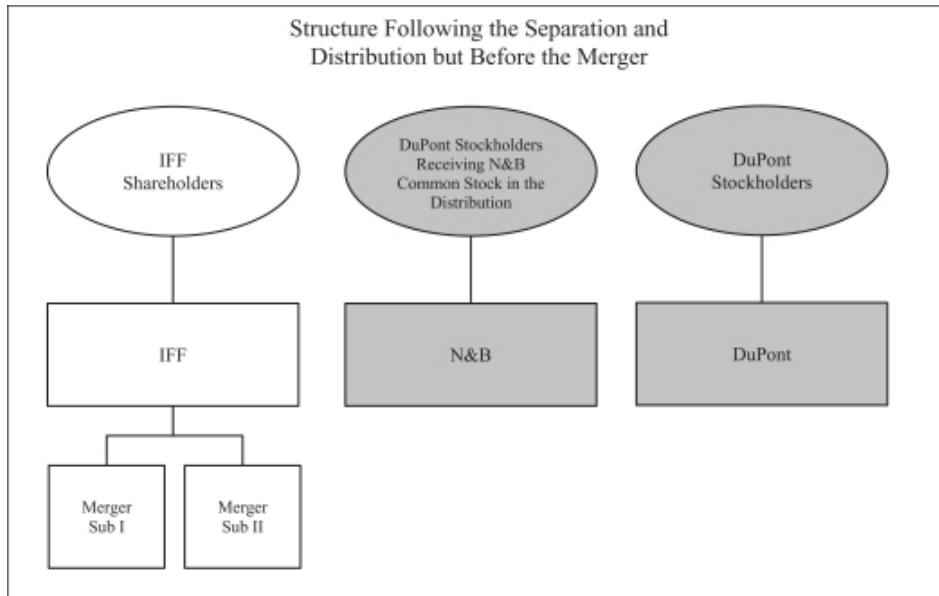 Structure Following the Separation and
Distribution but Before the Merger
IFF
Shareholders
DuPont Stockholders
Receiving N&B
Common Stock in the
Distribution
DuPont
Stockholders
IFF
N&B
DuPont
Merger
Sub I
Merger
Sub II